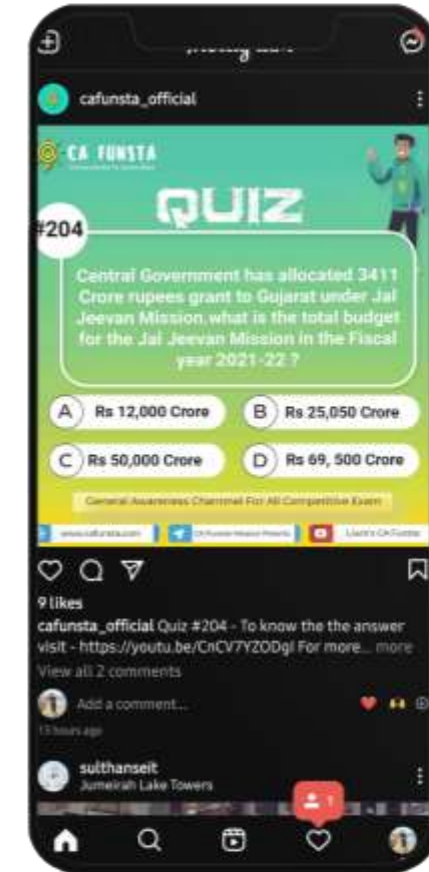 cafunsta_official
CA FUNSTA
QUIZ
#204
Central Government has allocated 3411
Crore rupees grant to Gujarat under Jal
Jeevan Mission,what is the total budget
for the Jal Jeevan Mission in the Fiscal
year 2021-22 ?
A Rs 12,000 Crore
B Rs 25,050 Crore
C Rs 50,000 Crore
D Rs 69, 500 Crore
General Awareness Channel For All Competitive Exam
www.cafunsta.com
9 likes
cafunsta_official Quiz #204 - To know the the answer
visit - https://youtu.be/CnCV7YZODgI For more... more
View all 2 comments
Add a comment...
13 hours ago
sulthanseit
Jumeirah Lake Towers
1